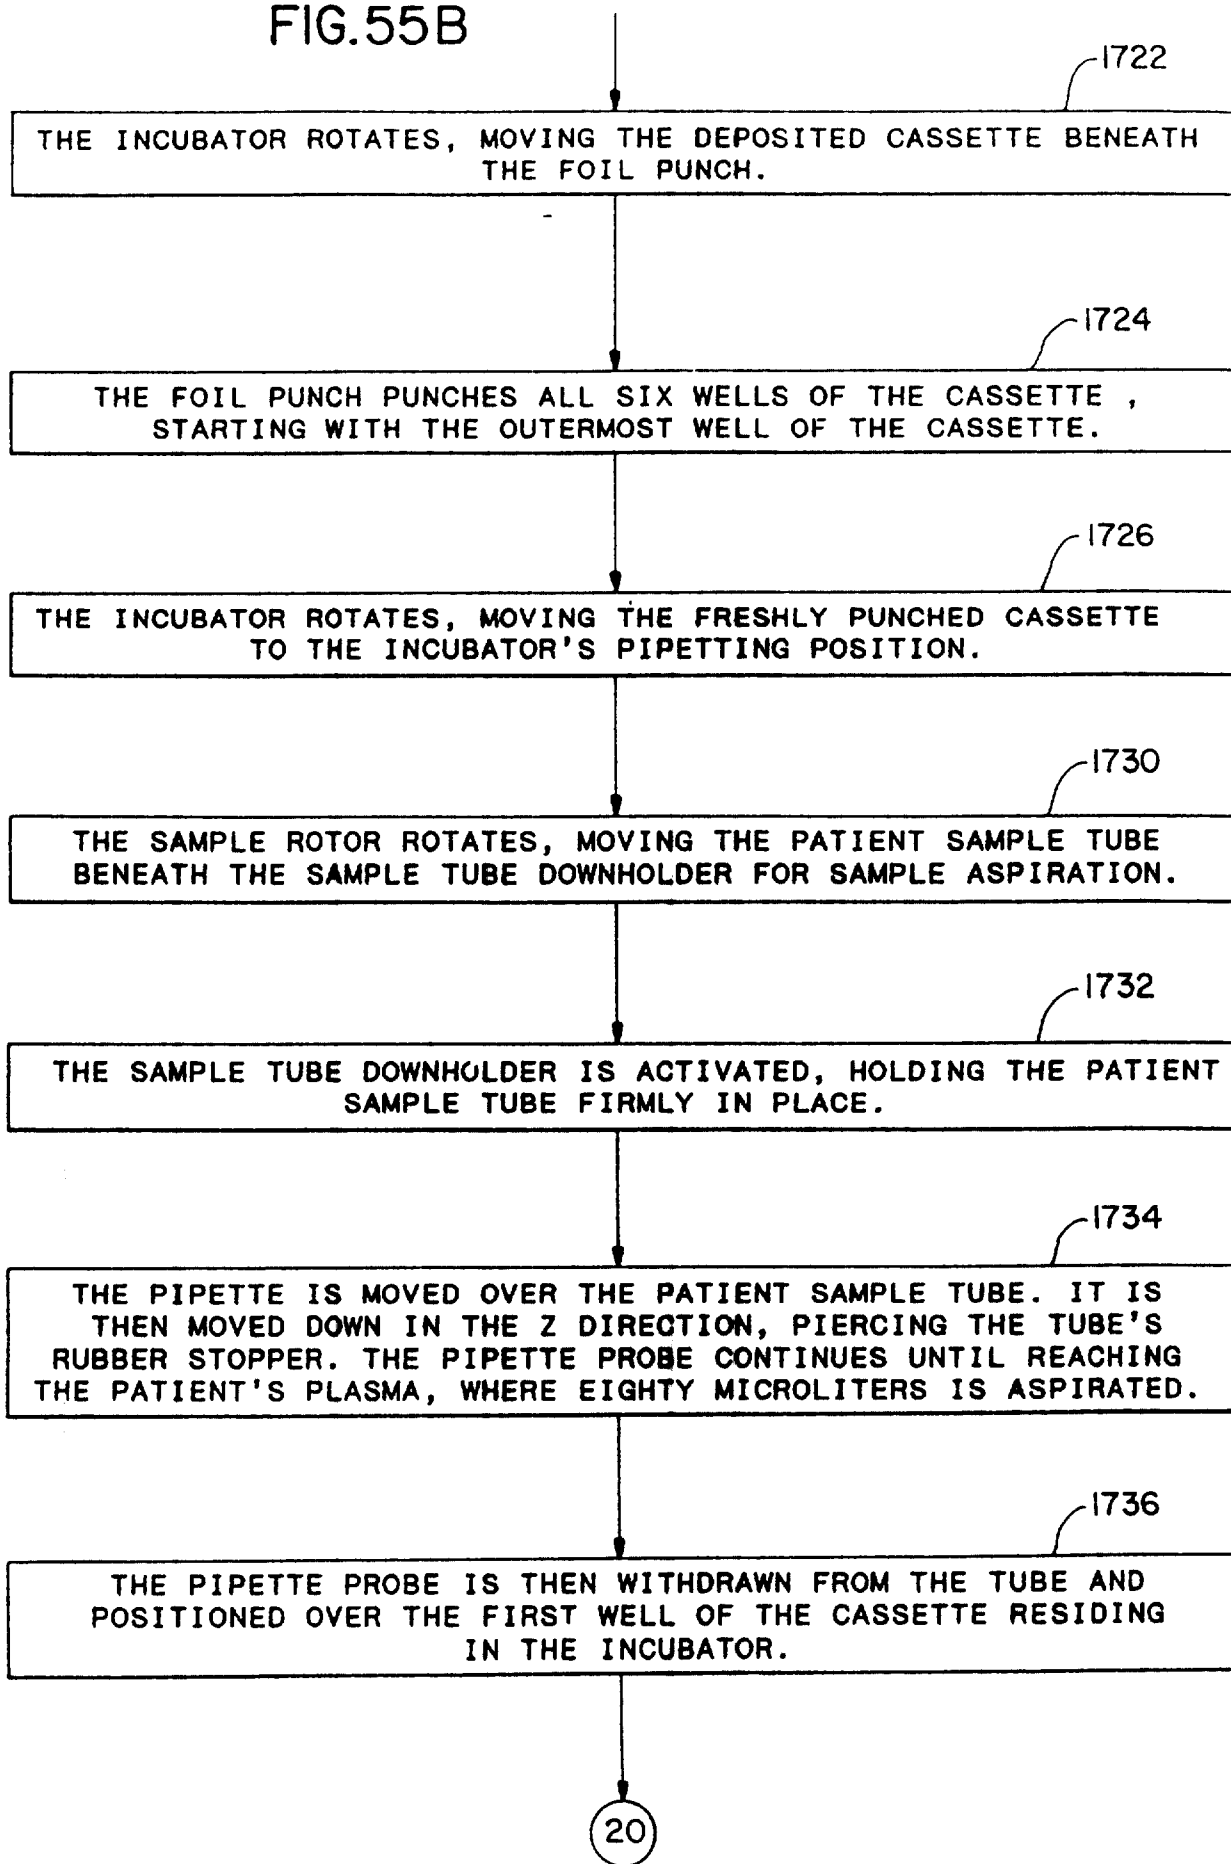 FIG.55B
1722
THE INCUBATOR ROTATES, MOVING THE DEPOSITED CASSETTE BENEATH
THE FOIL PUNCH.
1724
THE FOIL PUNCH PUNCHES ALL SIX WELLS OF THE CASSETTE ,
STARTING WITH THE OUTERMOST WELL OF THE CASSETTE.
1726
THE INCUBATOR ROTATES, MOVING THE FRESHLY PUNCHED CASSETTE
TO THE INCUBATOR'S PIPETTING POSITION.
1730
THE SAMPLE ROTOR ROTATES, MOVING THE PATIENT SAMPLE TUBE
BENEATH THE SAMPLE TUBE DOWNHOLDER FOR SAMPLE ASPIRATION.
1732
THE SAMPLE TUBE DOWNHOLDER IS ACTIVATED, HOLDING THE PATIENT
SAMPLE TUBE FIRMLY IN PLACE.
1734
THE PIPETTE IS MOVED OVER THE PATIENT SAMPLE TUBE. IT IS
THEN MOVED DOWN IN THE Z DIRECTION, PIERCING THE TUBE'S
RUBBER STOPPER. THE PIPETTE PROBE CONTINUES UNTIL REACHING
THE PATIENT'S PLASMA, WHERE EIGHTY MICROLITERS IS ASPIRATED.
1736
THE PIPETTE PROBE IS THEN WITHDRAWN FROM THE TUBE AND
POSITIONED OVER THE FIRST WELL OF THE CASSETTE RESIDING
IN THE INCUBATOR.
20